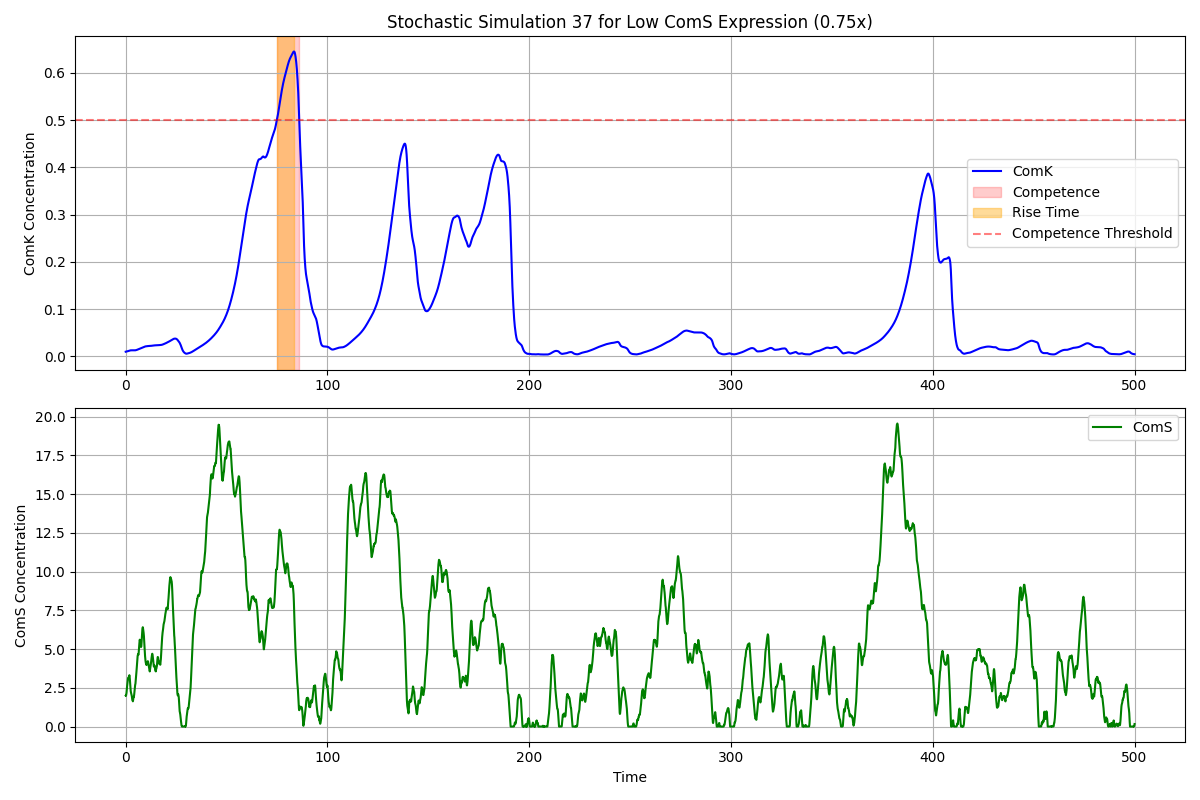 Stochastic Simulation 37 for Low ComS Expression (0.75x)
ComK Concentration
0.6
0.5
0.4
0.3
0.2
0.1
0.0
ComK
Competence
Rise Time
Competence Threshold
0 100 200 300 400 500
ComS Concentration
20.0
17.5
15.0
12.5
10.0
7.5
5.0
2.5
0.0
ComS
0 100 200 300 400 500
Time